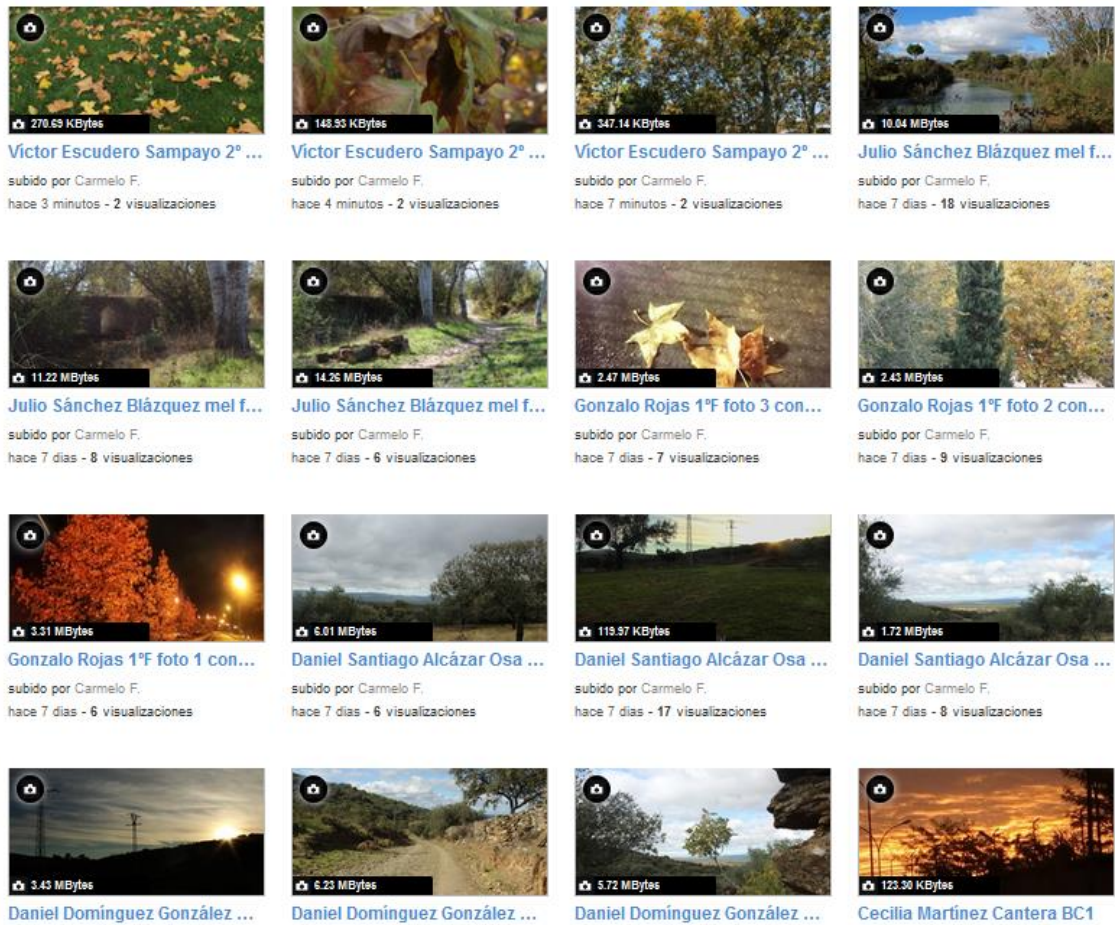 270.69 KBytes
148.93 KBytes
347.14 KBytes
10.04 MBytes
Víctor Escudero Sampayo 2º ...
Víctor Escudero Sampayo 2º ...
Víctor Escudero Sampayo 2º ...
Julio Sánchez Blázquez mel f...
subido por Carmelo F.
subido por Carmelo F.
subido por Carmelo F.
subido por Carmelo F.
hace 3 minutos - 2 visualizaciones
hace 4 minutos - 2 visualizaciones
hace 7 minutos - 2 visualizaciones
hace 7 dias - 18 visualizaciones
11.22 MBytes
14.26 MBytes
2.47 MBytes
2.43 MBytes
Julio Sánchez Blázquez mel f...
Julio Sánchez Blázquez mel f...
Gonzalo Rojas 1ºF foto 3 con...
Gonzalo Rojas 1ºF foto 2 con...
subido por Carmelo F.
subido por Carmelo F.
subido por Carmelo F.
subido por Carmelo F.
hace 7 dias - 8 visualizaciones
hace 7 dias - 6 visualizaciones
hace 7 dias - 7 visualizaciones
hace 7 dias - 9 visualizaciones
3.31 MBytes
6.01 MBytes
119.97 KBytes
1.72 MBytes
Gonzalo Rojas 1ºF foto 1 con...
Daniel Santiago Alcázar Osa ...
Daniel Santiago Alcázar Osa ...
Daniel Santiago Alcázar Osa ...
subido por Carmelo F.
subido por Carmelo F.
subido por Carmelo F.
subido por Carmelo F.
hace 7 dias - 6 visualizaciones
hace 7 dias - 6 visualizaciones
hace 7 dias - 17 visualizaciones
hace 7 dias - 8 visualizaciones
3.43 MBytes
6.23 MBytes
5.72 MBytes
123.30 KBytes
Daniel Domínguez González ...
Daniel Domínguez González ...
Daniel Domínguez González ...
Cecilia Martínez Cantera BC1